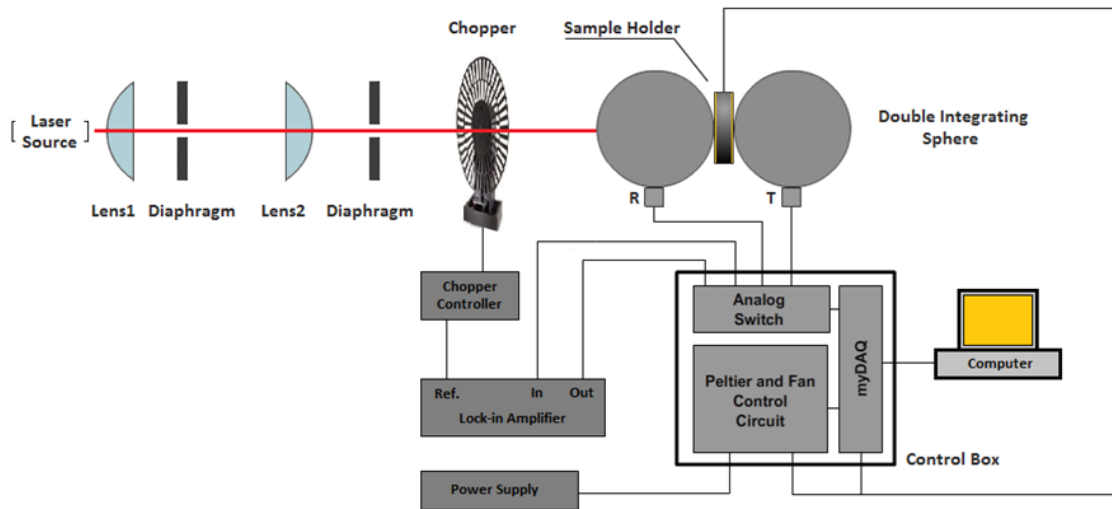 Chopper
Sample Holder
Laser
Source
Double Integrating
Sphere
Lens1
Diaphragm
Lens2
Diaphragm
R
T
Chopper
Controller
Analog
Switch
myDAQ
Computer
Ref.
In
Out
Lock-in Amplifier
Peltier and Fan
Control
Circuit
Control Box
Power Supply